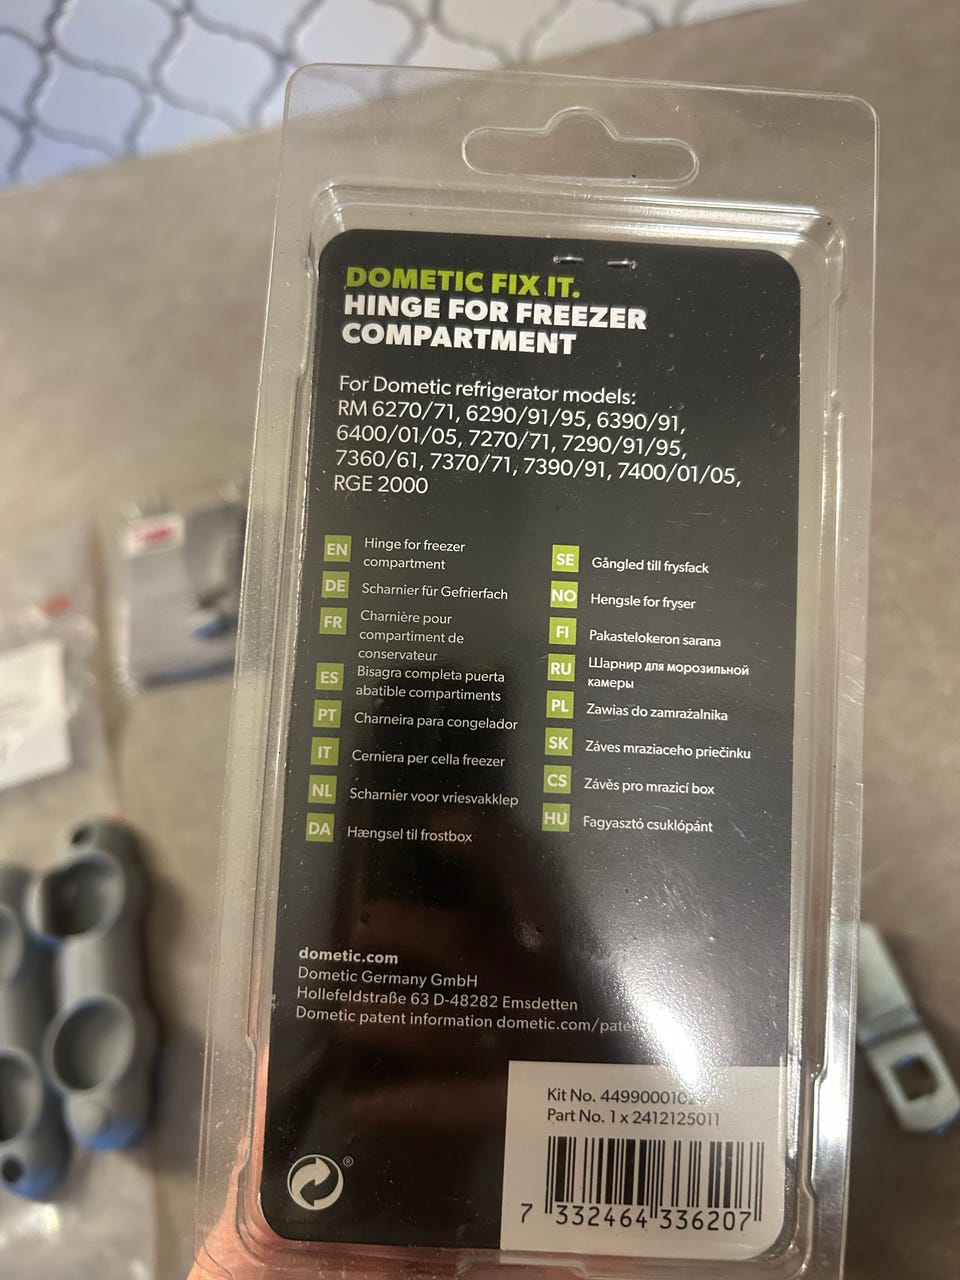 DOMETIC FIX IT.
HINGE FOR FREEZER
COMPARTMENT
For Dometic refrigerator models:
RM 6270/71, 6290/91/95, 6390/91,
6400/01/05, 7270/71, 7290/91/95,
7360/61, 7370/71, 7390/91, 7400/01/05,
RGE 2000
EN Hinge for freezer
compartment
DE Scharnier für Gefrierfach
FR Charnière pour
compartiment de
conservateur
ES Bisagra completa puerta
abatible compartiments
PT Charneira para congelador
IT Cerniera per cella freezer
NL Scharnier voor vriesvakklep
DA Hængsel til frostbox
SE Gångled till frysfack
NO Hengsle for fryser
FI Pakastelokeron sarana
RU Шарнир для морозильной
камеры
PL Zawias do zamrażalnika
SK Záves mraziaceho priečinku
CS Závěs pro mrazicí box
HU Fagyasztó csuklópánt
dometic.com
Dometic Germany GmbH
Hollefeldstraße 63 D-48282 Emsdetten
Dometic patent information
Kit No.
Part No. 1 x 2412125011
®
7 332464 336207